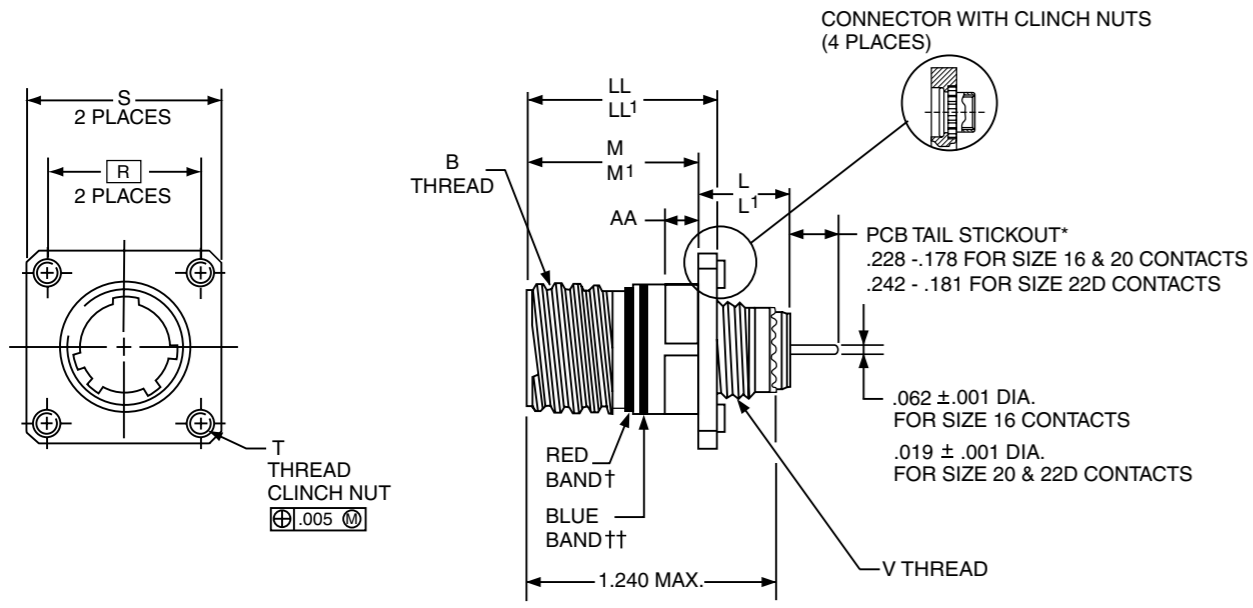 CONNECTOR WITH CLINCH NUTS
(4 PLACES)
S
2 PLACES
R
2 PLACES
LL
LL1
M
M1
B
THREAD
L
L1
AA
PCB TAIL STICKOUT*
.228 -.178 FOR SIZE 16 & 20 CONTACTS
.242 - .181 FOR SIZE 22D CONTACTS
.062 ±.001 DIA.
FOR SIZE 16 CONTACTS
.019 ± .001 DIA.
FOR SIZE 20 & 22D CONTACTS
T
THREAD
CLINCH NUT
⌖ .005 Ⓜ
RED
BAND†
BLUE
BAND††
V THREAD
1.240 MAX.